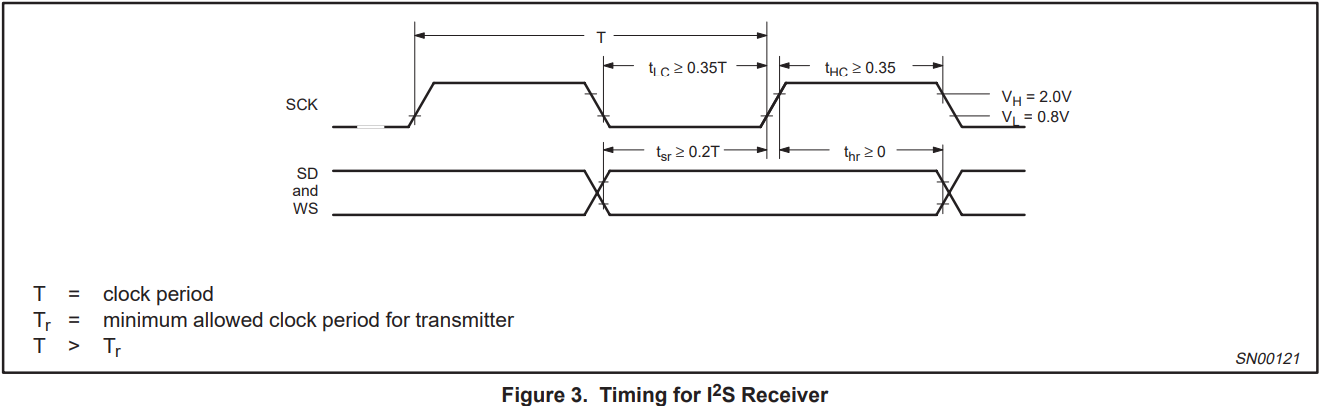 T
tLC ≥ 0.35T
tHC ≥ 0.35
SCK
VH = 2.0V
VL = 0.8V
tsr ≥ 0.2T
thr ≥ 0
SD
and
WS
T = clock period
Tr = minimum allowed clock period for transmitter
T > Tr
SN00121
Figure 3. Timing for I2S Receiver